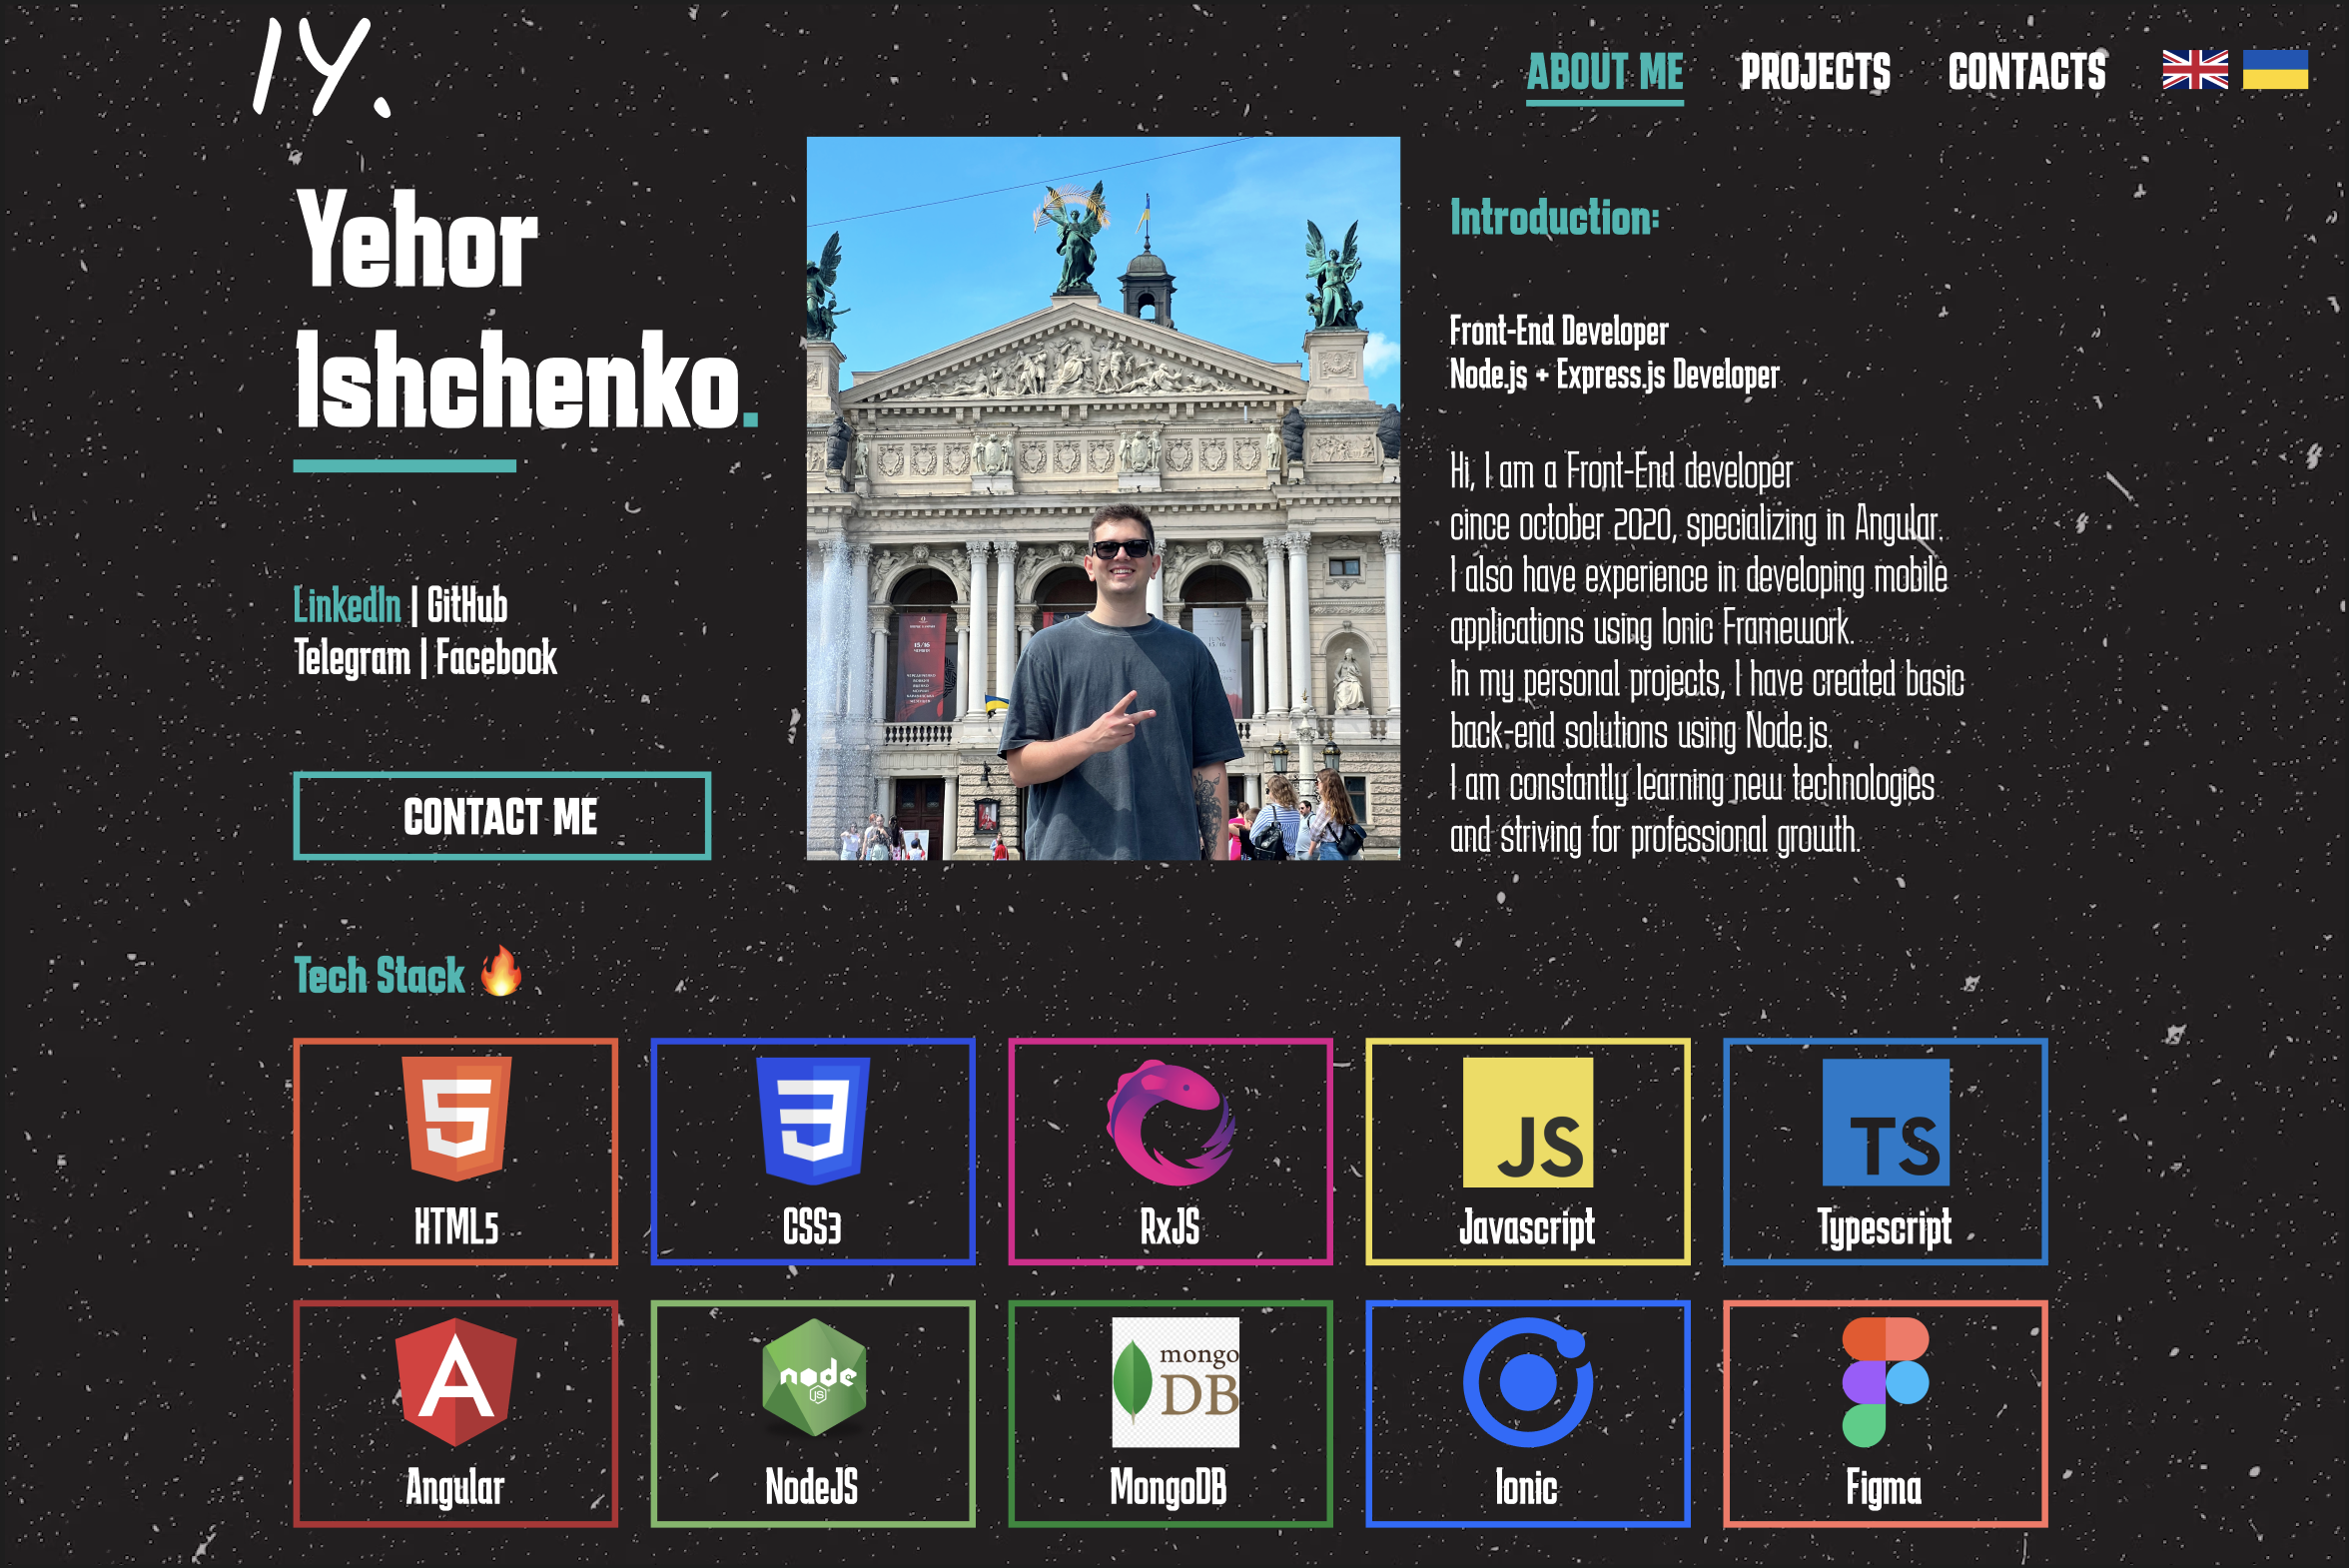 IY.
ABOUT ME PROJECTS CONTACTS
Yehor
Ishchenko.
LinkedIn | GitHub
Telegram | Facebook
CONTACT ME
15/16
Introduction:
Front-End Developer
Node.js + Express.js Developer
Hi, I am a Front-End developer
cince october 2020, specializing in Angular.
I also have experience in developing mobile
applications using Ionic Framework.
In my personal projects, I have created basic
back-end solutions using Node.js.
I am constantly learning new technologies
and striving for professional growth.
Tech Stack 🔥
5
HTML5
3
CSS3
RxJS
JS
Javascript
TS
Typescript
A
Angular
node
JS
NodeJS
mongo
DB
MongoDB
Ionic
Figma